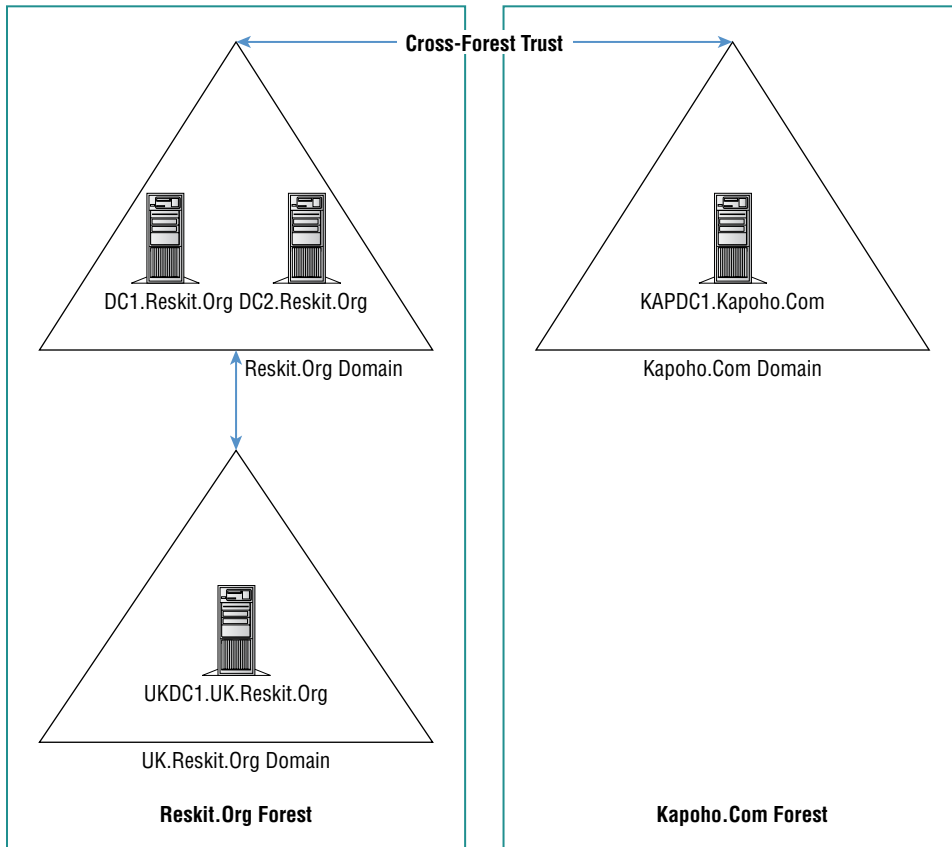 Cross-Forest Trust
DC1.Reskit.Org DC2.Reskit.Org
Reskit.Org Domain
UKDC1.UK.Reskit.Org
UK.Reskit.Org Domain
Reskit.Org Forest
KAPDC1.Kapoho.Com
Kapoho.Com Domain
Kapoho.Com Forest